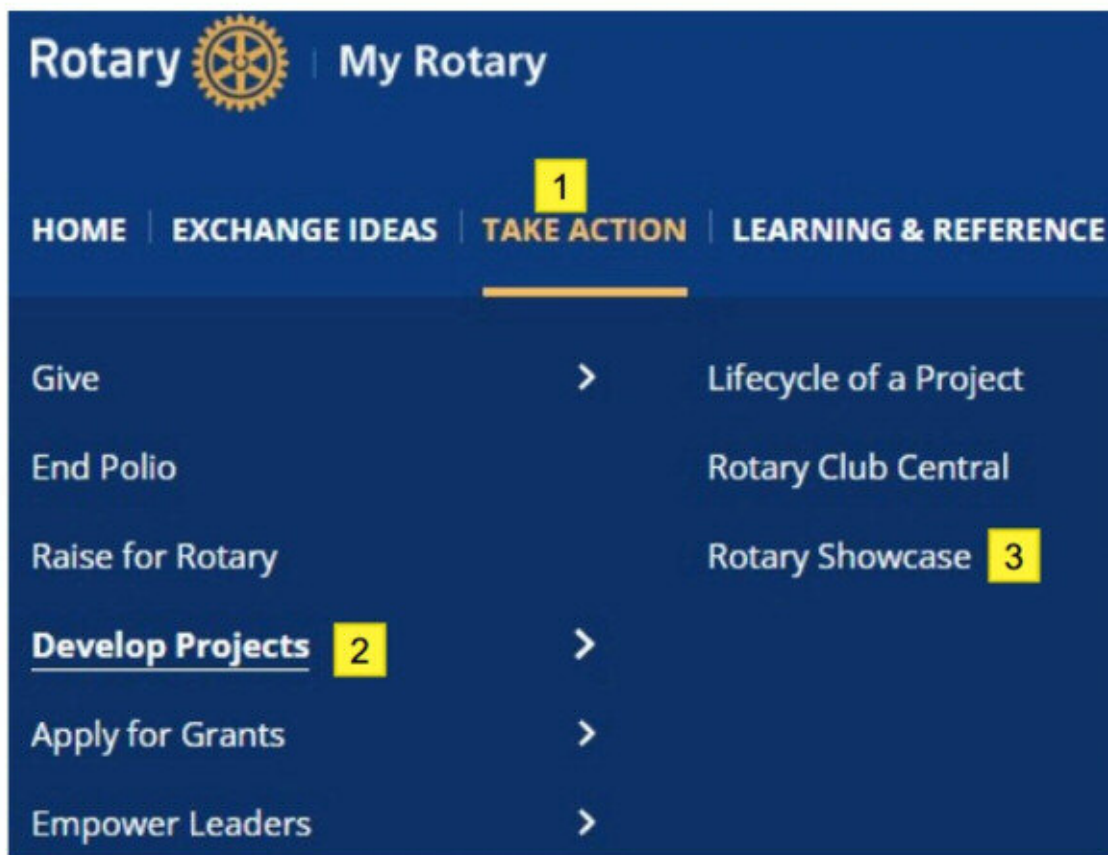 Rotary | My Rotary
1
HOME | EXCHANGE IDEAS | TAKE ACTION | LEARNING & REFERENCE
Give > Lifecycle of a Project
End Polio Rotary Club Central
Raise for Rotary Rotary Showcase 3
Develop Projects 2 >
Apply for Grants >
Empower Leaders >